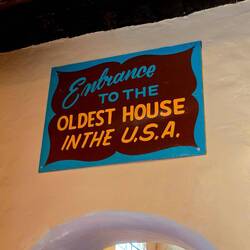 Entrance
TO THE
OLDEST HOUSE
IN THE U.S.A.